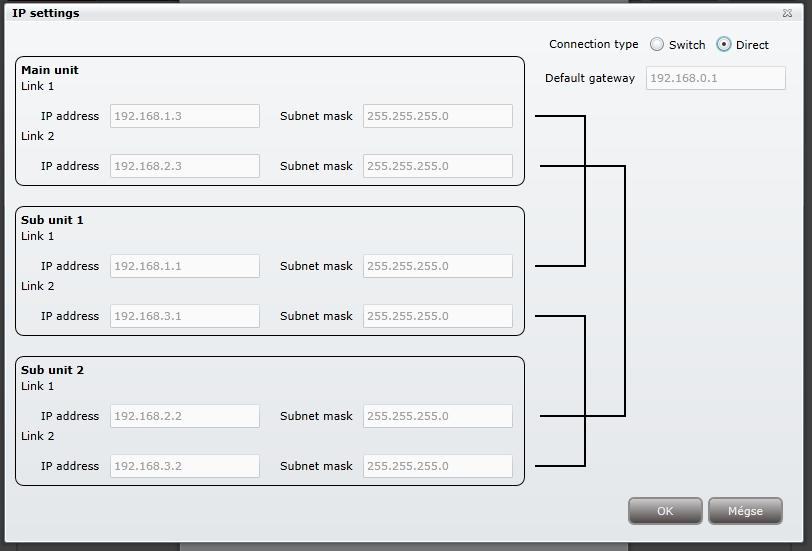 IP settings
Connection type Switch Direct
Default gateway 192.168.0.1
Main unit
Link 1
IP address 192.168.1.3 Subnet mask 255.255.255.0
Link 2
IP address 192.168.2.3 Subnet mask 255.255.255.0
Sub unit 1
Link 1
IP address 192.168.1.1 Subnet mask 255.255.255.0
Link 2
IP address 192.168.3.1 Subnet mask 255.255.255.0
Sub unit 2
Link 1
IP address 192.168.2.2 Subnet mask 255.255.255.0
Link 2
IP address 192.168.3.2 Subnet mask 255.255.255.0
OK Mégse